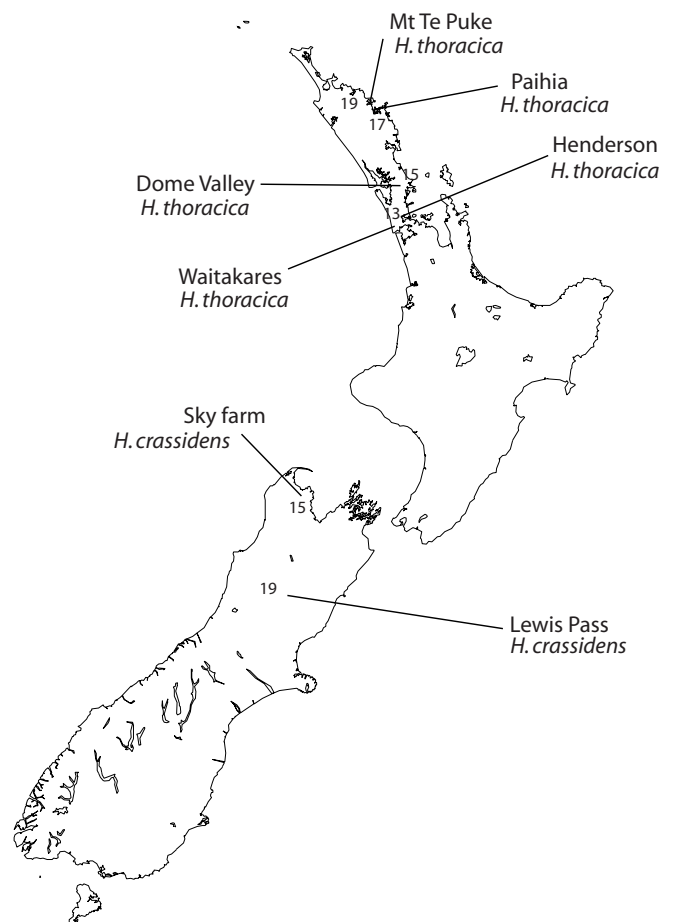 Mt Te Puke
H. thoracica
Paihia
H. thoracica
19
17
Henderson
H. thoracica
15
Dome Valley
H. thoracica
13
Waitakares
H. thoracica
Sky farm
H. crassidens
15
19
Lewis Pass
H. crassidens